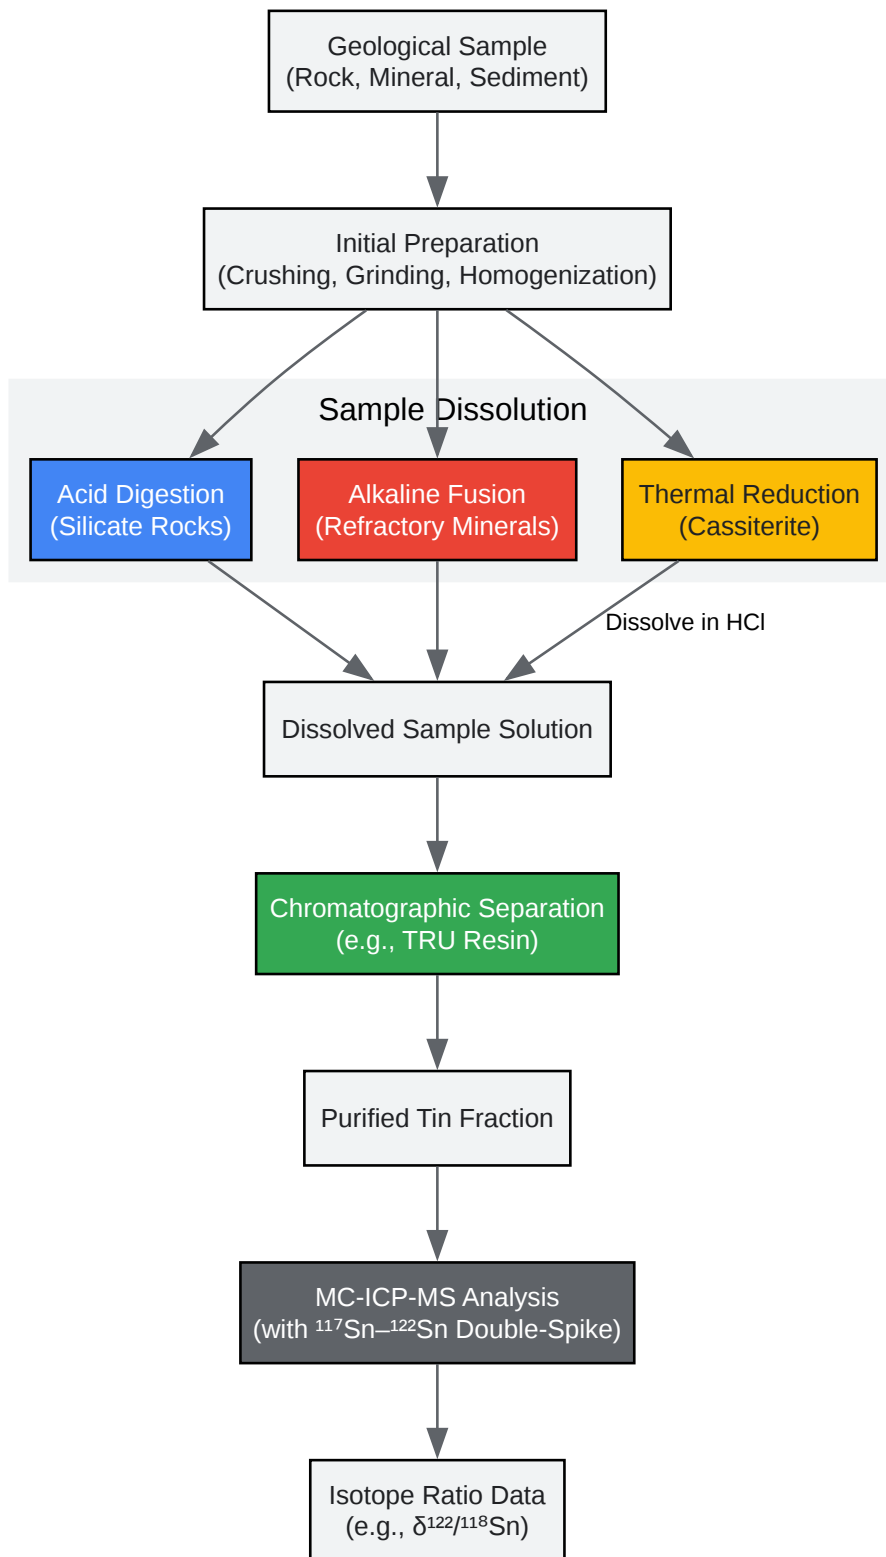 Geological Sample
(Rock, Mineral, Sediment)
Initial Preparation
(Crushing, Grinding, Homogenization)
Sample Dissolution
Acid Digestion
(Silicate Rocks)
Alkaline Fusion
(Refractory Minerals)
Thermal Reduction
(Cassiterite)
Dissolve in HCl
Dissolved Sample Solution
Chromatographic Separation
(e.g., TRU Resin)
Purified Tin Fraction
MC-ICP-MS Analysis
(with ¹¹⁷Sn–¹²²Sn Double-Spike)
Isotope Ratio Data
(e.g., δ¹²²/¹¹⁸Sn)